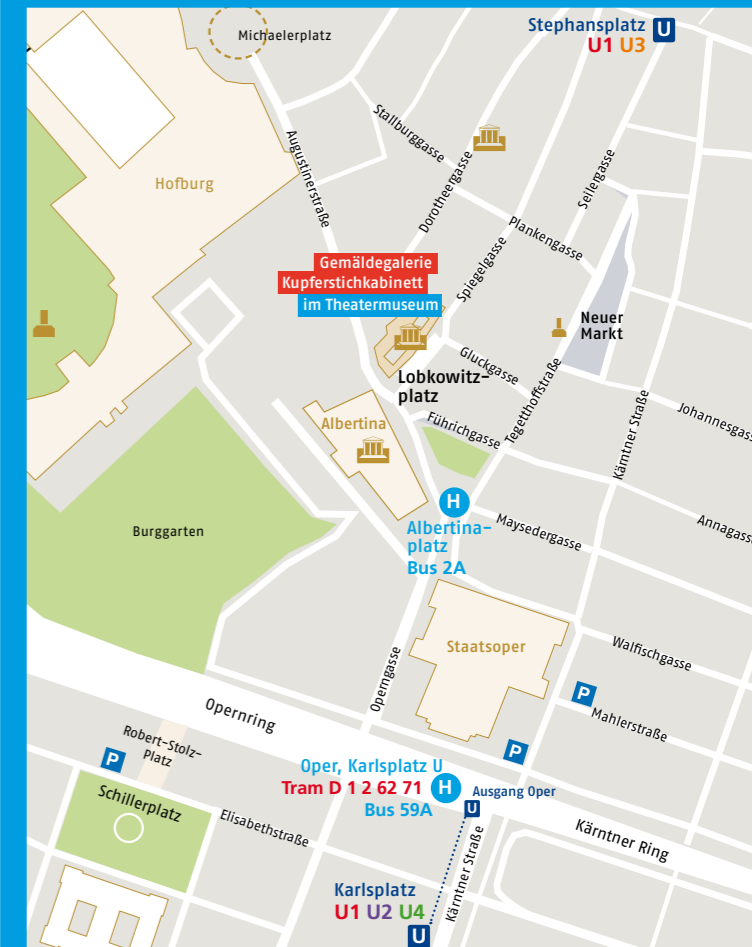 Stephansplatz U
U1 U3
Michaelerplatz
Stallburggasse
Augustinerstraße
Dorotheergasse
Seilergasse
Hofburg
Plankengasse
Spiegelgasse
Gemäldegalerie
Kupferstichkabinett
im Theatermuseum
Neuer
Markt
Gluckgasse
Lobkowitz-
platz
Tegetthoffstraße
Kärntner Straße
Johannesgass
Führichgasse
Albertina
H
Albertina-
platz
Bus 2A
Maysedergasse
Annagass
Burggarten
Staatsoper
Walfischgasse
Operngasse
P
Mahlerstraße
Opernring
P
Robert-Stolz-
Platz
P
Oper, Karlsplatz U
Tram D 1 2 62 71 H
Bus 59A
Ausgang Oper
U
Schillerplatz
Elisabethstraße
Kärntner Ring
Kärntner Straße
Karlsplatz
U1 U2 U4
U